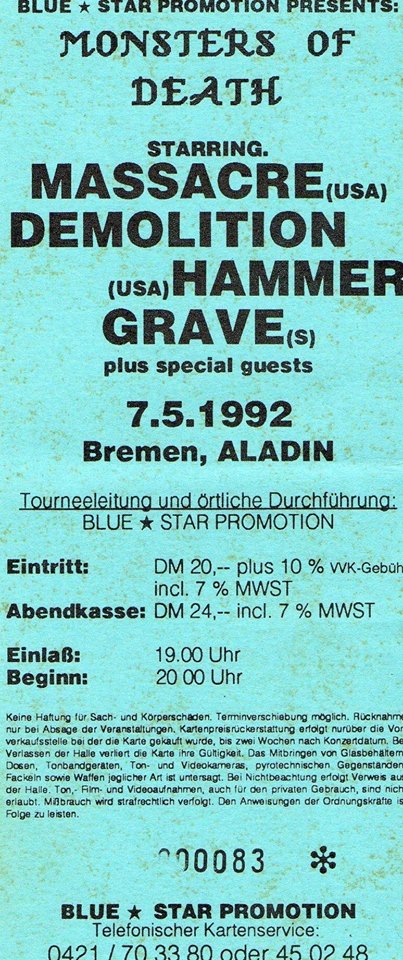 BLUE ★ STAR PROMOTION PRESENTS:
MONSTERS OF
DEATH
STARRING.
MASSACRE(USA)
DEMOLITION
(USA)HAMMER
GRAVE(S)
plus special guests
7.5.1992
Bremen, ALADIN
Tourneeleitung und örtliche Durchführung:
BLUE ★ STAR PROMOTION
Eintritt: DM 20,-- plus 10 % VVK-Gebüh
incl. 7 % MWST
Abendkasse: DM 24,-- incl. 7 % MWST
Einlaß: 19.00 Uhr
Beginn: 20 00 Uhr
Keine Haftung für Sach- und Körperschäden. Terminverschiebung möglich. Rücknahme
nur bei Absage der Veranstaltungen. Kartenpreisrückerstattung erfolgt nurüber die Vor
verkaufsstelle bei der die Karte gekauft wurde, bis zwei Wochen nach Konzertdatum. Be
Verlassen der Halle verliert die Karte ihre Gültigkeit. Das Mitbringen von Glasbehältern
Dosen, Tonbandgeräten, Ton- und Videokameras, pyrotechnischen Gegenständen
Fackeln sowie Waffen jeglicher Art ist untersagt. Bei Nichtbeachtung erfolgt Verweis aus
der Halle. Ton,- Film- und Videoaufnahmen, auch für den privaten Gebrauch, sind nich
erlaubt. Mißbrauch wird strafrechtlich verfolgt. Den Anweisungen der Ordnungskräfte is
Folge zu leisten.
000083 ✻
BLUE ★ STAR PROMOTION
Telefonischer Kartenservice:
0421 / 70 33 80 oder 45 02 48